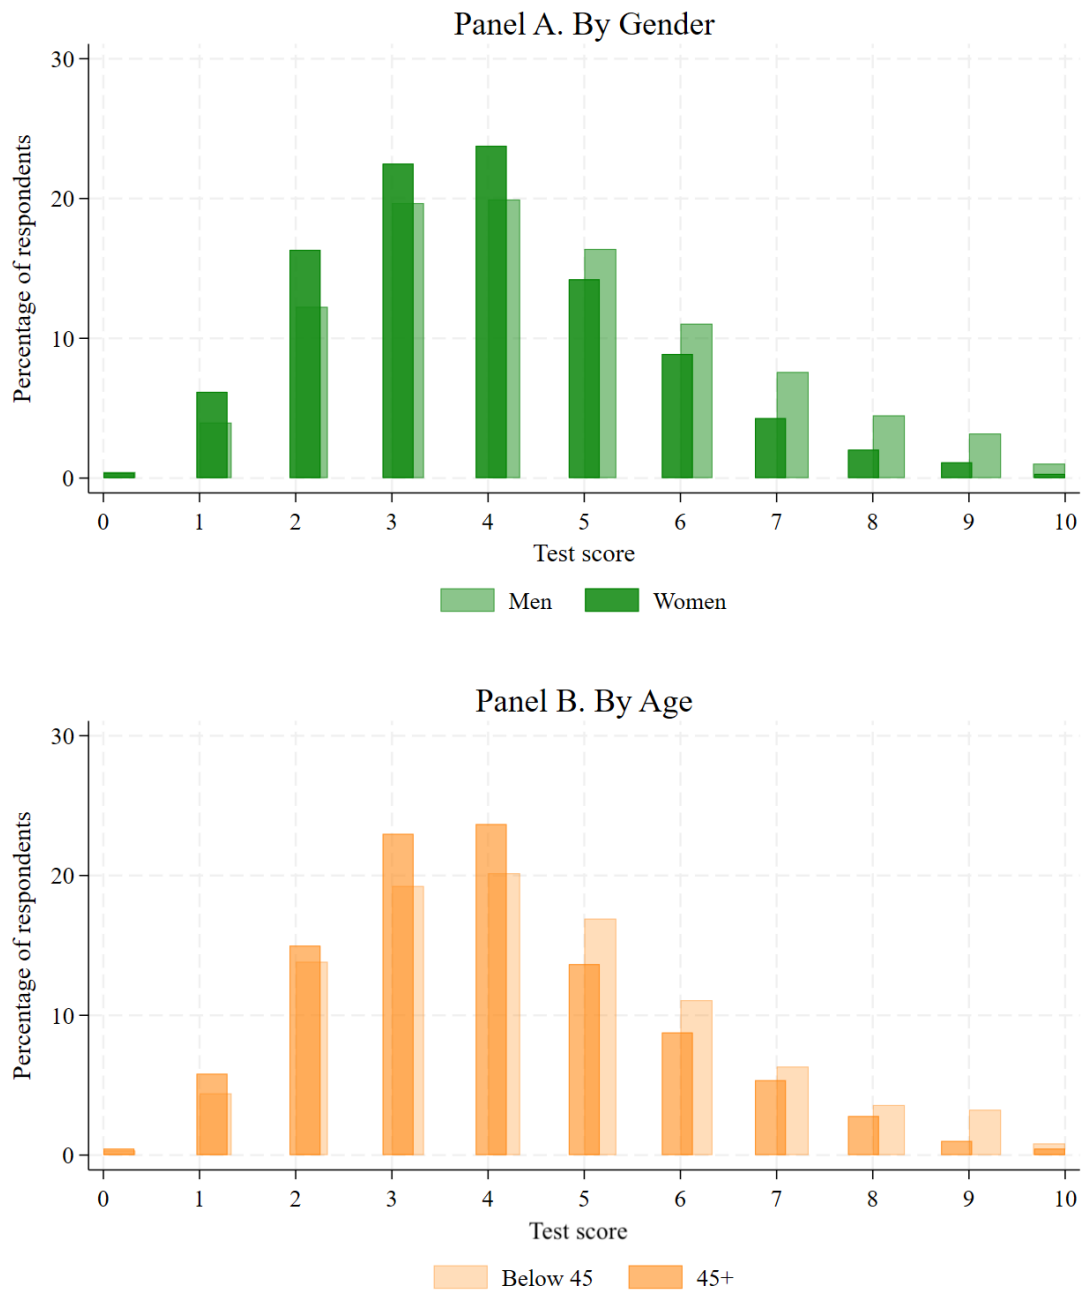 Panel A. By Gender
Percentage of respondents
30
20
10
0
0 1 2 3 4 5 6 7 8 9 10
Test score
Men Women
Panel B. By Age
Percentage of respondents
30
20
10
0
0 1 2 3 4 5 6 7 8 9 10
Test score
Below 45 45+